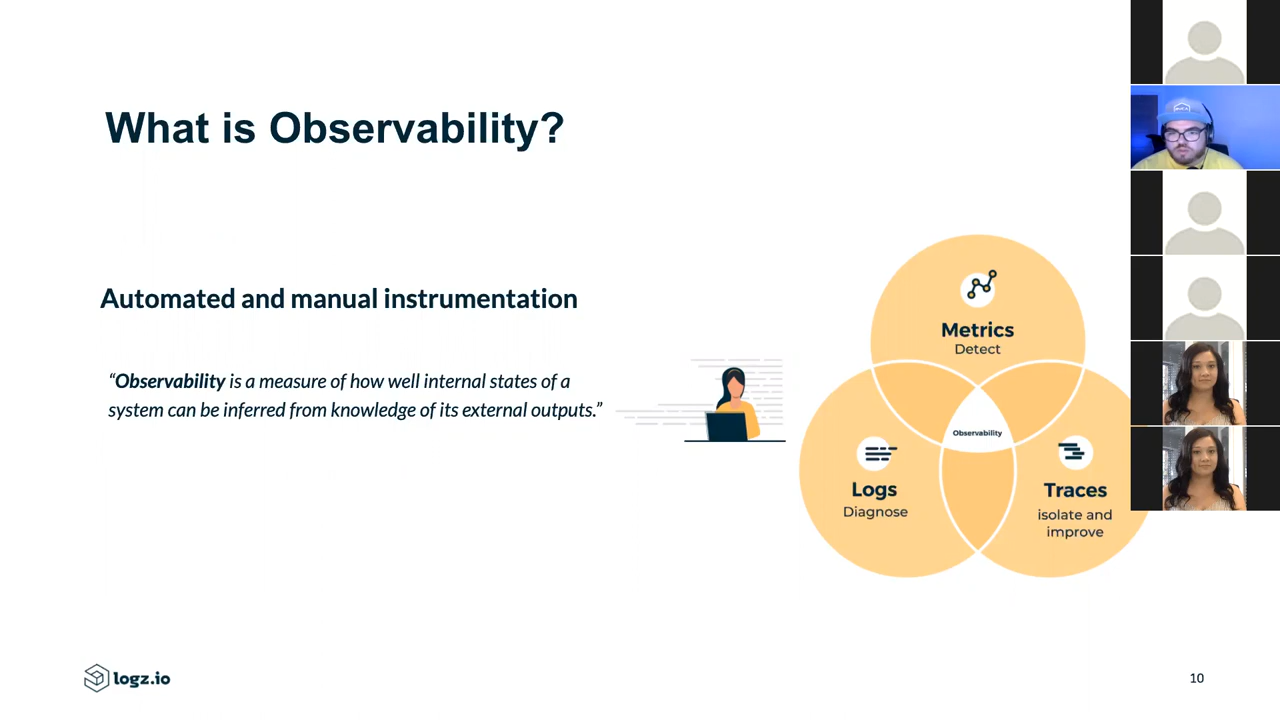 What is Observability?
Automated and manual instrumentation
“Observability is a measure of how well internal states of a
system can be inferred from knowledge of its external outputs.”
Metrics
Detect
Observability
Logs
Diagnose
Traces
isolate and
improve
logz.io
10